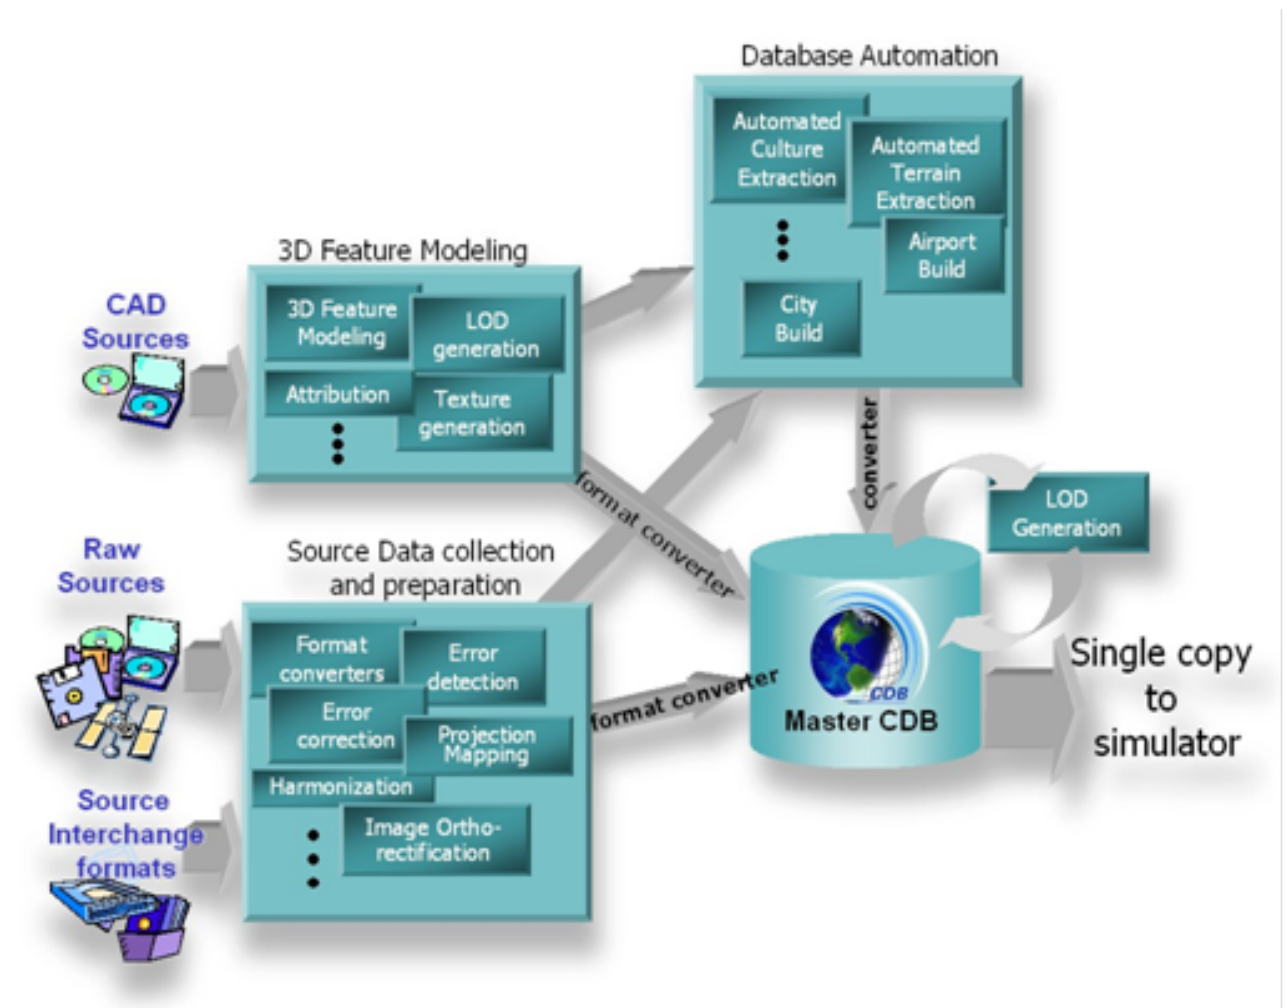 Database Automation
Automated
Culture
Extraction
Automated
Terrain
Extraction
Airport
Build
City
Build
3D Feature Modeling
3D Feature
Modeling
LOD
generation
Attribution
Texture
generation
CAD
Sources
converter
format converter
LOD
Generation
Raw
Sources
Source Data collection
and preparation
Format
converters
Error
detection
Error
correction
Projection
Mapping
Harmonization
Image Ortho-
rectification
format converter
CDB
Master CDB
Single copy
to
simulator
Source
Interchange
formats